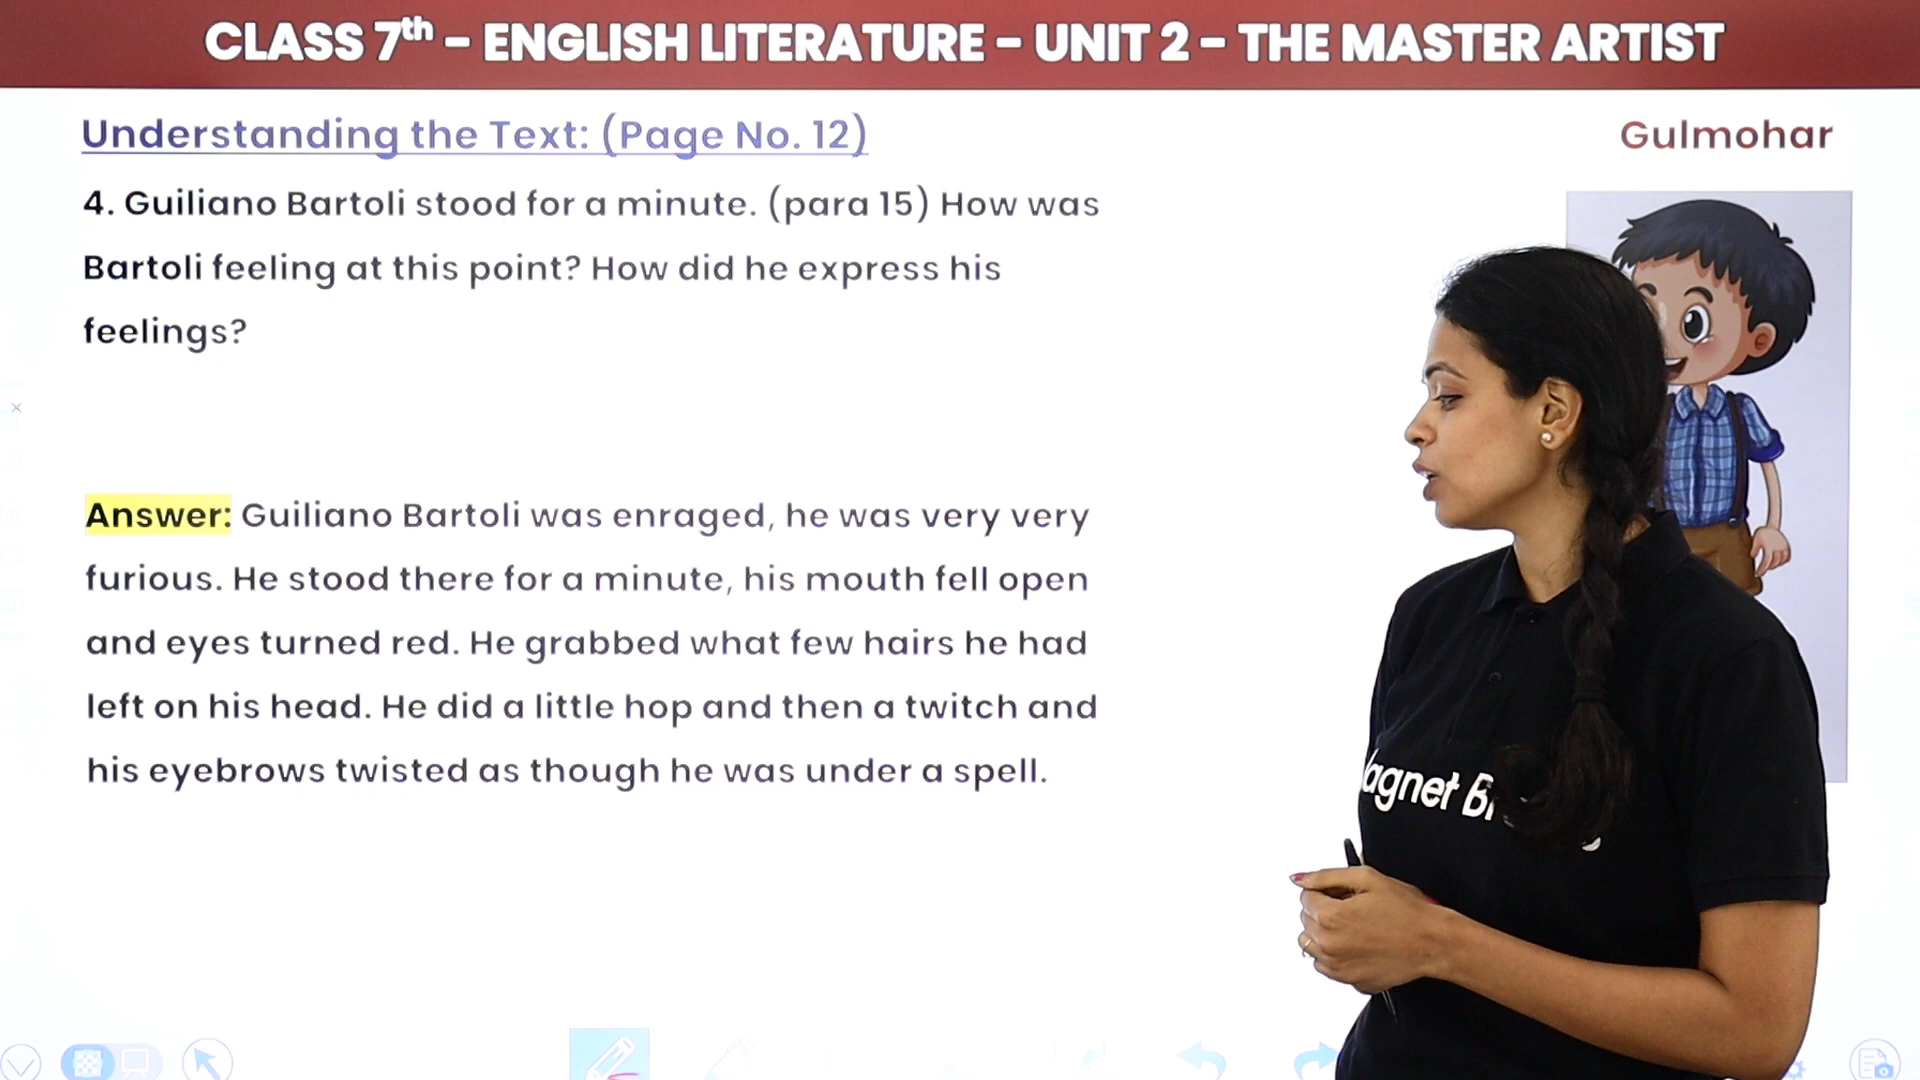 CLASS 7th - ENGLISH LITERATURE - UNIT 2 - THE MASTER ARTIST
Understanding the Text: (Page No. 12)
Gulmohar
4. Guiliano Bartoli stood for a minute. (para 15) How was
Bartoli feeling at this point? How did he express his
feelings?
Answer: Guiliano Bartoli was enraged, he was very very
furious. He stood there for a minute, his mouth fell open
and eyes turned red. He grabbed what few hairs he had
left on his head. He did a little hop and then a twitch and
his eyebrows twisted as though he was under a spell.